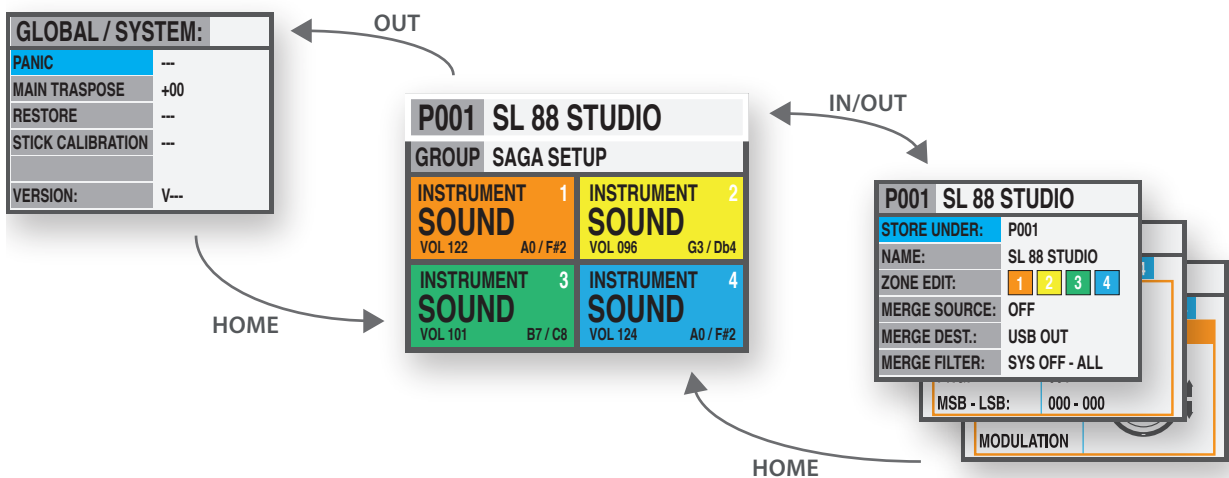 GLOBAL / SYSTEM:
PANIC ---
MAIN TRASPOSE +00
RESTORE ---
STICK CALIBRATION ---
VERSION: V---
OUT
HOME
P001 SL 88 STUDIO
GROUP SAGA SETUP
INSTRUMENT 1
SOUND
VOL 122 A0 / F#2
INSTRUMENT 2
SOUND
VOL 096 G3 / Db4
INSTRUMENT 3
SOUND
VOL 101 B7 / C8
INSTRUMENT 4
SOUND
VOL 124 A0 / F#2
IN/OUT
P001 SL 88 STUDIO
STORE UNDER: P001
NAME: SL 88 STUDIO
ZONE EDIT: 1 2 3 4
MERGE SOURCE: OFF
MERGE DEST.: USB OUT
MERGE FILTER: SYS OFF - ALL
MSB - LSB: 000 - 000
MODULATION
HOME